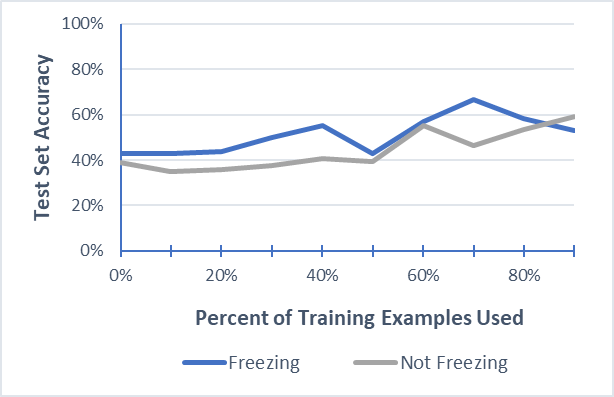 100%
80%
60%
40%
20%
0%
Test Set Accuracy
0% 20% 40% 60% 80%
Percent of Training Examples Used
Freezing Not Freezing